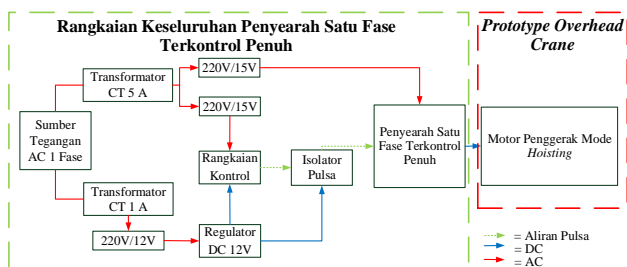 Rangkaian Keseluruhan Penyearah Satu Fase
Terkontrol Penuh
Prototype Overhead
Crane
Transformator
CT 5 A
220V/15V
220V/15V
Sumber
Tegangan
AC 1 Fase
Rangkaian
Kontrol
Isolator
Pulsa
Penyearah Satu
Fase Terkontrol
Penuh
Motor Penggerak Mode
Hoisting
Transformator
CT 1 A
220V/12V
Regulator
DC 12V
= Aliran Pulsa
= DC
= AC